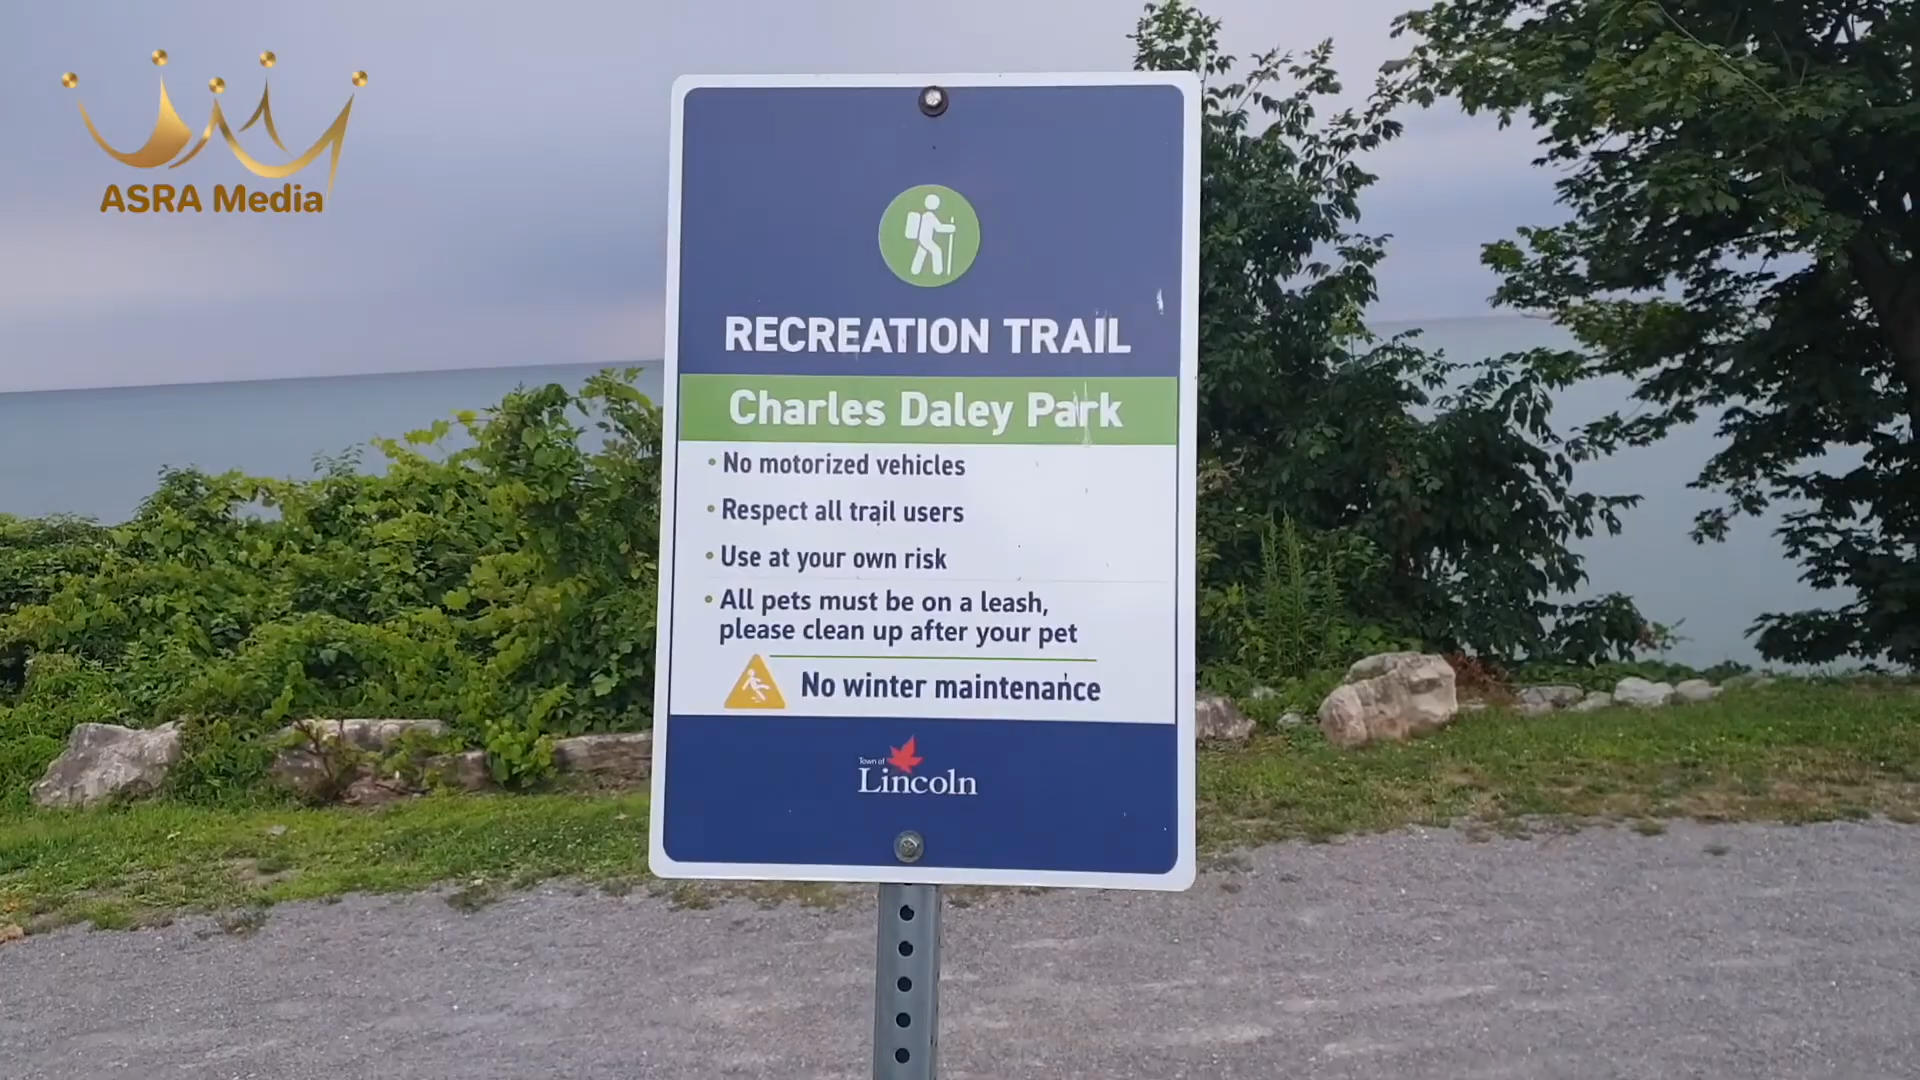 ASRA Media
RECREATION TRAIL
Charles Daley Park
• No motorized vehicles
• Respect all trail users
• Use at your own risk
• All pets must be on a leash,
please clean up after your pet
No winter maintenance
Town of
Lincoln